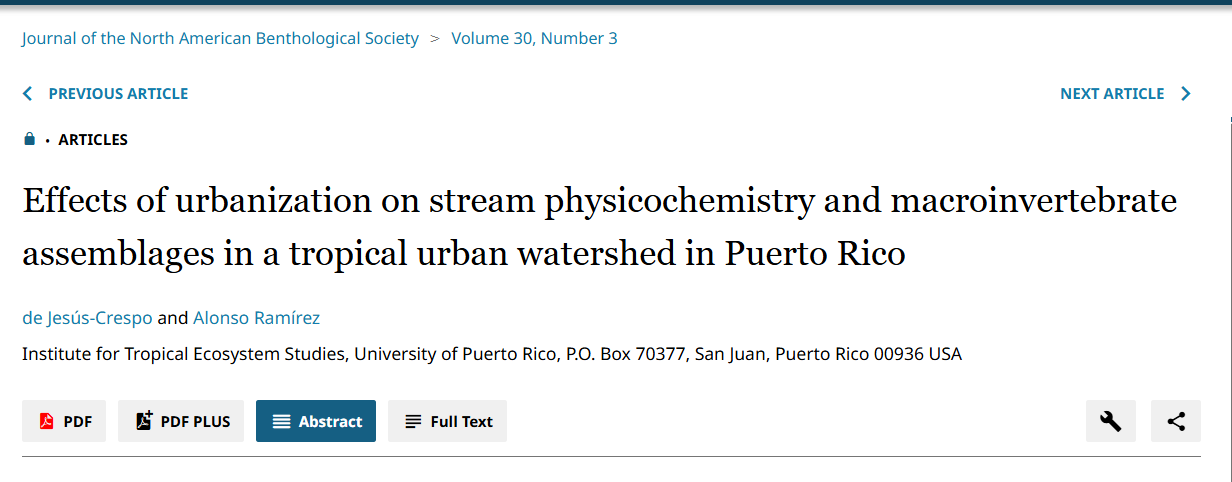 Journal of the North American Benthological Society > Volume 30, Number 3
PREVIOUS ARTICLE NEXT ARTICLE
• ARTICLES
Effects of urbanization on stream physicochemistry and macroinvertebrate
assemblages in a tropical urban watershed in Puerto Rico
de Jesús-Crespo and Alonso Ramírez
Institute for Tropical Ecosystem Studies, University of Puerto Rico, P.O. Box 70377, San Juan, Puerto Rico 00936 USA
PDF PDF PLUS Abstract Full Text